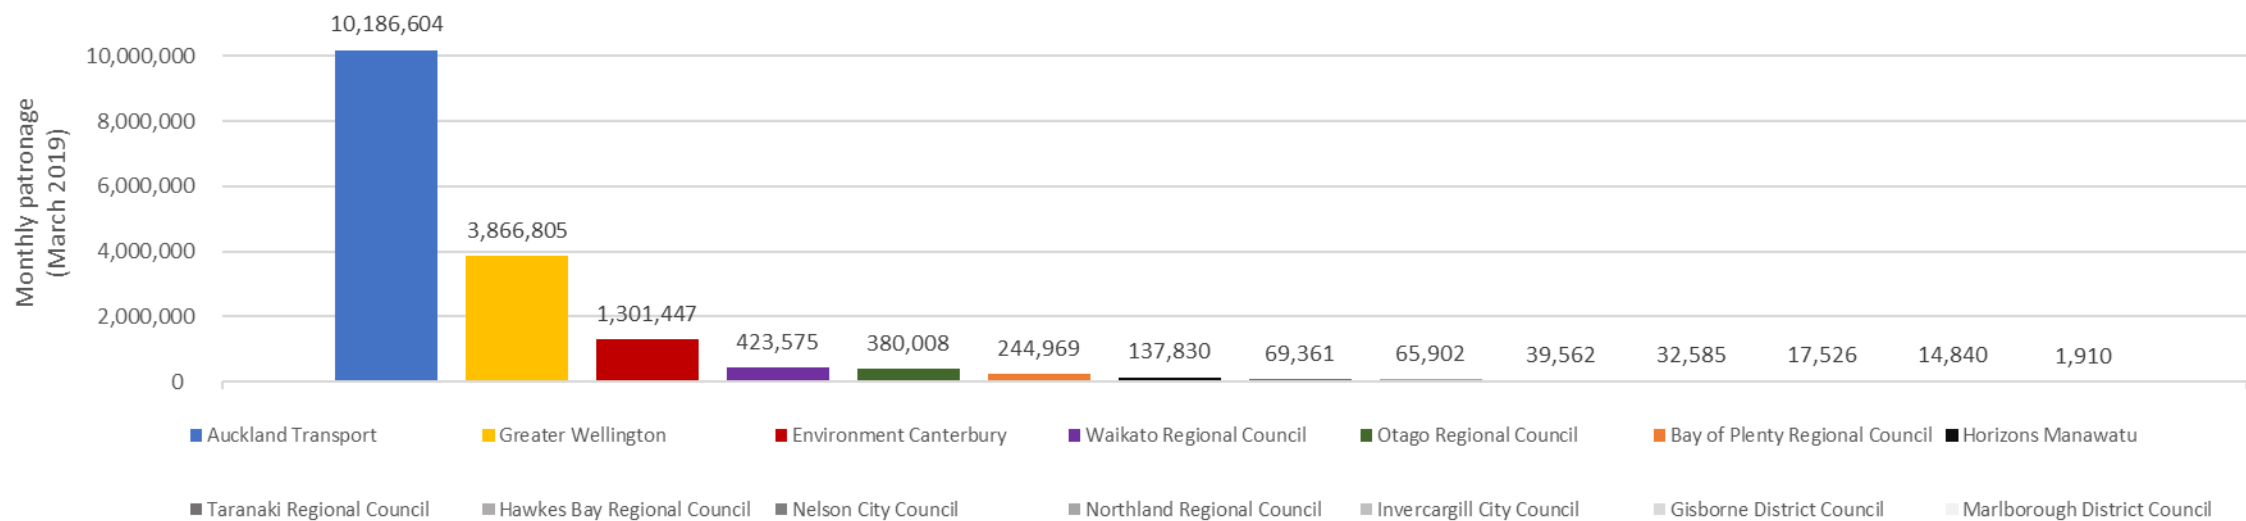 10,186,604
10,000,000
8,000,000
6,000,000
4,000,000
2,000,000
0
Monthly patronage
(March 2019)
3,866,805
1,301,447
423,575
380,008
244,969
137,830
69,361
65,902
39,562
32,585
17,526
14,840
1,910
Auckland Transport
Greater Wellington
Environment Canterbury
Waikato Regional Council
Otago Regional Council
Bay of Plenty Regional Council
Horizons Manawatu
Taranaki Regional Council
Hawkes Bay Regional Council
Nelson City Council
Northland Regional Council
Invercargill City Council
Gisborne District Council
Marlborough District Council